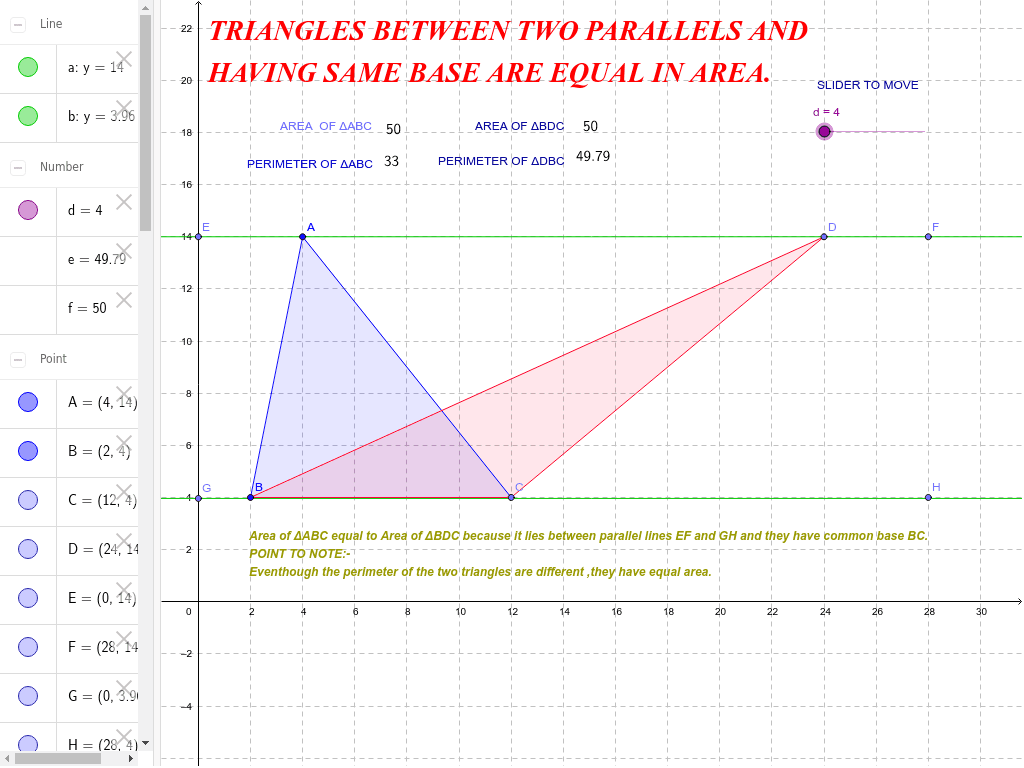 Line
a: y = 14
b: y = 3.96
Number
d = 4
e = 49.79
f = 50
Point
A = (4, 14)
B = (2, 4)
C = (12, 4)
D = (24, 14
E = (0, 14)
F = (28, 14
G = (0, 3.96
H = (28, 4)
TRIANGLES BETWEEN TWO PARALLELS AND
HAVING SAME BASE ARE EQUAL IN AREA.
SLIDER TO MOVE
d = 4
AREA OF ΔABC 50 AREA OF ΔBDC 50
PERIMETER OF ΔABC 33 PERIMETER OF ΔDBC 49.79
22
20
18
16
14
12
10
8
6
4
2
−2
−4
E A D F
G B C H
Area of ΔABC equal to Area of ΔBDC because it lies between parallel lines EF and GH and they have common base BC.
POINT TO NOTE:-
Eventhough the perimeter of the two triangles are different ,they have equal area.
0 2 4 6 8 10 12 14 16 18 20 22 24 26 28 30